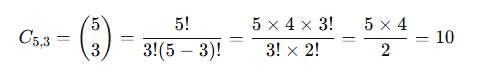 $C_{5,3} = \binom{5}{3} = \frac{5!}{3!(5-3)!} = \frac{5 \times 4 \times 3!}{3! \times 2!} = \frac{5 \times 4}{2} = 10$